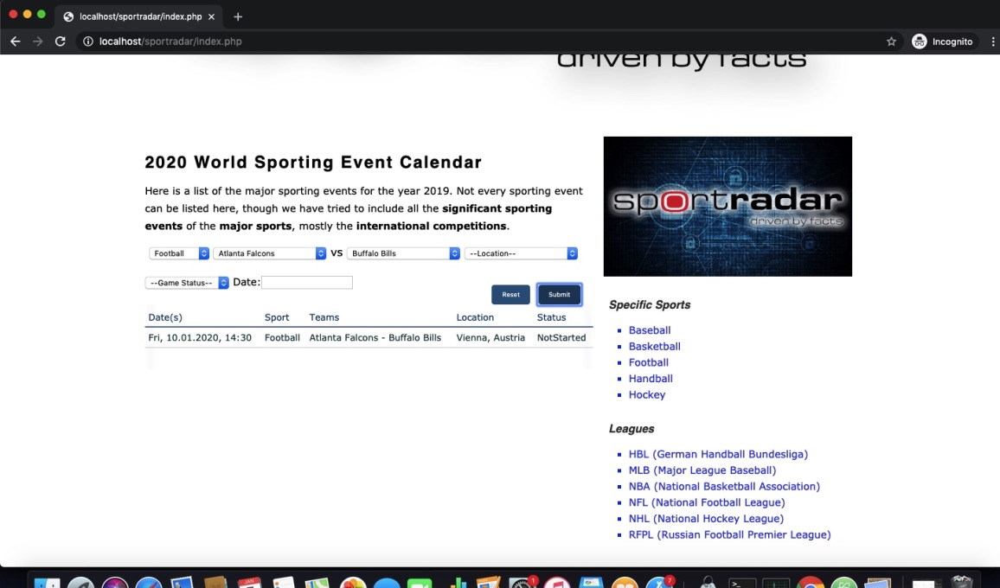 localhost/sportradar/index.php
localhost/sportradar/index.php
Incognito
driven by facts
2020 World Sporting Event Calendar
Here is a list of the major sporting events for the year 2019. Not every sporting event
can be listed here, though we have tried to include all the significant sporting
events of the major sports, mostly the international competitions.
Football Atlanta Falcons VS Buffalo Bills --Location--
--Game Status-- Date:
Reset Submit
Date(s) Sport Teams Location Status
Fri, 10.01.2020, 14:30 Football Atlanta Falcons - Buffalo Bills Vienna, Austria NotStarted
sportradar
driven by facts
Specific Sports
Baseball
Basketball
Football
Handball
Hockey
Leagues
HBL (German Handball Bundesliga)
MLB (Major League Baseball)
NBA (National Basketball Association)
NFL (National Football League)
NHL (National Hockey League)
RFPL (Russian Football Premier League)
JAN
1
7